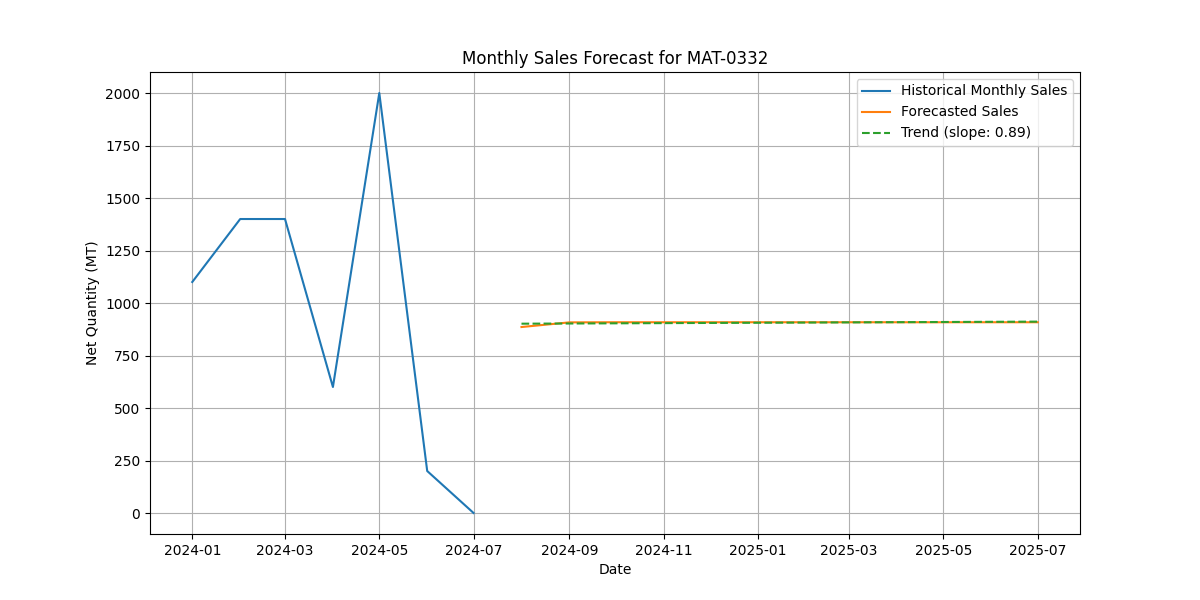 Monthly Sales Forecast for MAT-0332
Historical Monthly Sales
Forecasted Sales
Trend (slope: 0.89)
Net Quantity (MT)
2000
1750
1500
1250
1000
750
500
250
0
2024-01 2024-03 2024-05 2024-07 2024-09 2024-11 2025-01 2025-03 2025-05 2025-07
Date